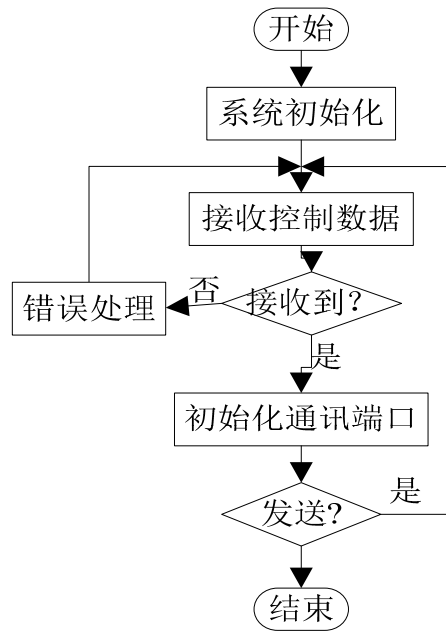 开始
系统初始化
接收控制数据
接收到?
否
错误处理
是
初始化通讯端口
发送?
是
结束